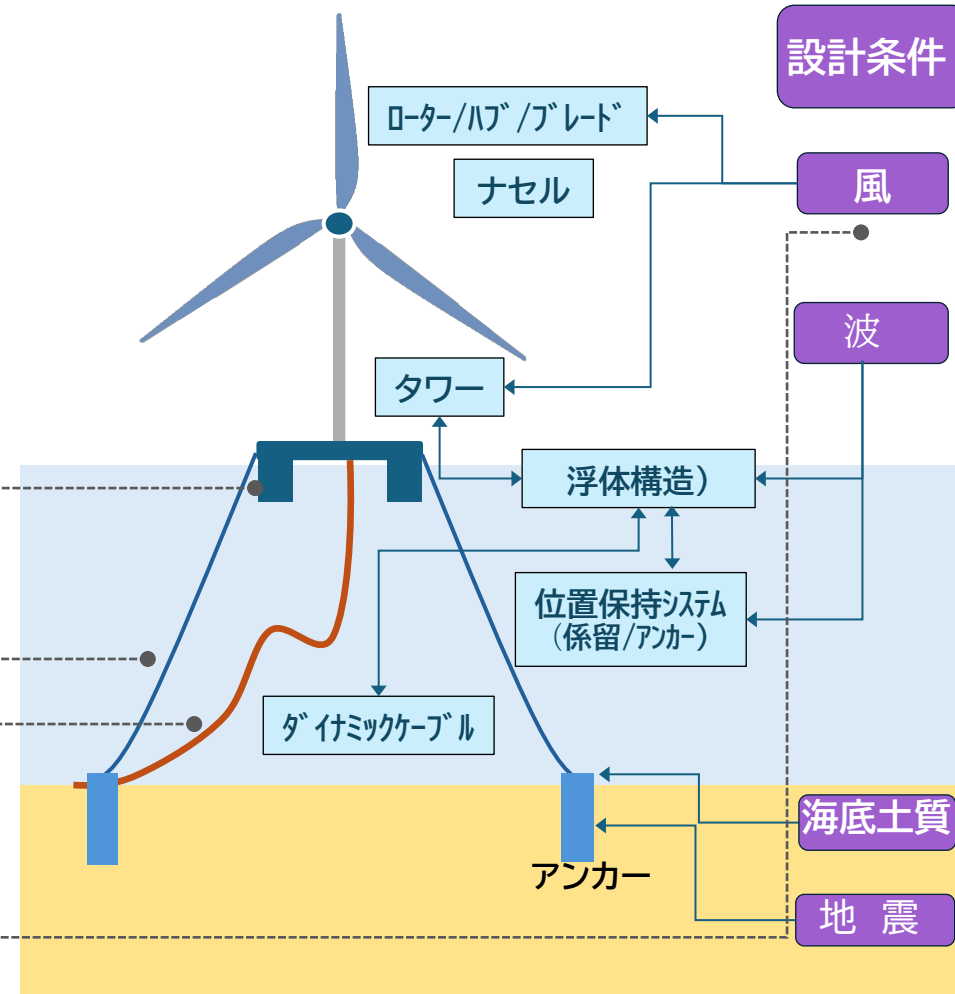 設計条件
ﾛｰﾀｰ/ﾊﾌﾞ/ﾌﾞﾚｰﾄﾞ
ナセル
風
波
タワー
浮体構造）
位置保持ｼｽﾃﾑ
（係留/ｱﾝｶｰ）
ﾀﾞｲﾅﾐｯｸｹｰﾌﾞﾙ
海底土質
アンカー
地 震